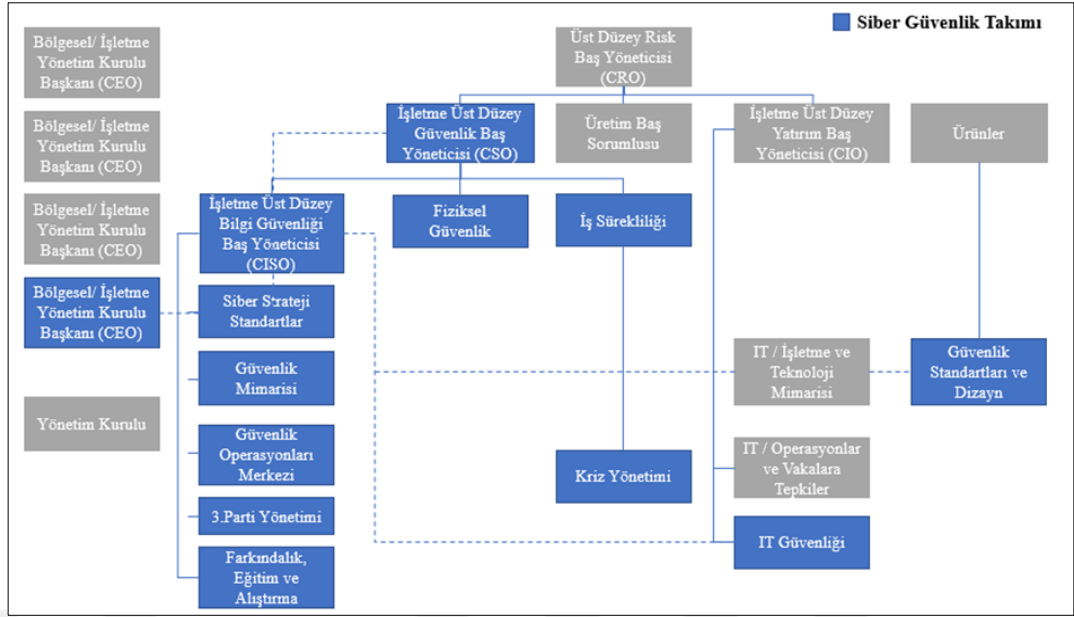 Siber Güvenlik Takımı
Bölgesel/ İşletme
Yönetim Kurulu
Başkanı (CEO)
Üst Düzey Risk
Baş Yöneticisi
(CRO)
Bölgesel/ İşletme
Yönetim Kurulu
Başkanı (CEO)
İşletme Üst Düzey
Güvenlik Baş
Yöneticisi (CSO)
Üretim Baş
Sorumlusu
İşletme Üst Düzey
Yatırım Baş
Yöneticisi (CIO)
Ürünler
Bölgesel/ İşletme
Yönetim Kurulu
Başkanı (CEO)
İşletme Üst Düzey
Bilgi Güvenliği
Baş Yöneticisi
(CISO)
Fiziksel
Güvenlik
İş Sürekliliği
Bölgesel/ İşletme
Yönetim Kurulu
Başkanı (CEO)
Siber Strateji
Standartlar
Güvenlik
Mimarisi
IT / İşletme ve
Teknoloji
Mimarisi
Güvenlik
Standartları ve
Dizayn
Yönetim Kurulu
Güvenlik
Operasyonları
Merkezi
Kriz Yönetimi
IT / Operasyonlar
ve Vakalara
Tepkiler
3.Parti Yönetimi
IT Güvenliği
Farkındalık,
Eğitim ve
Alıştırma